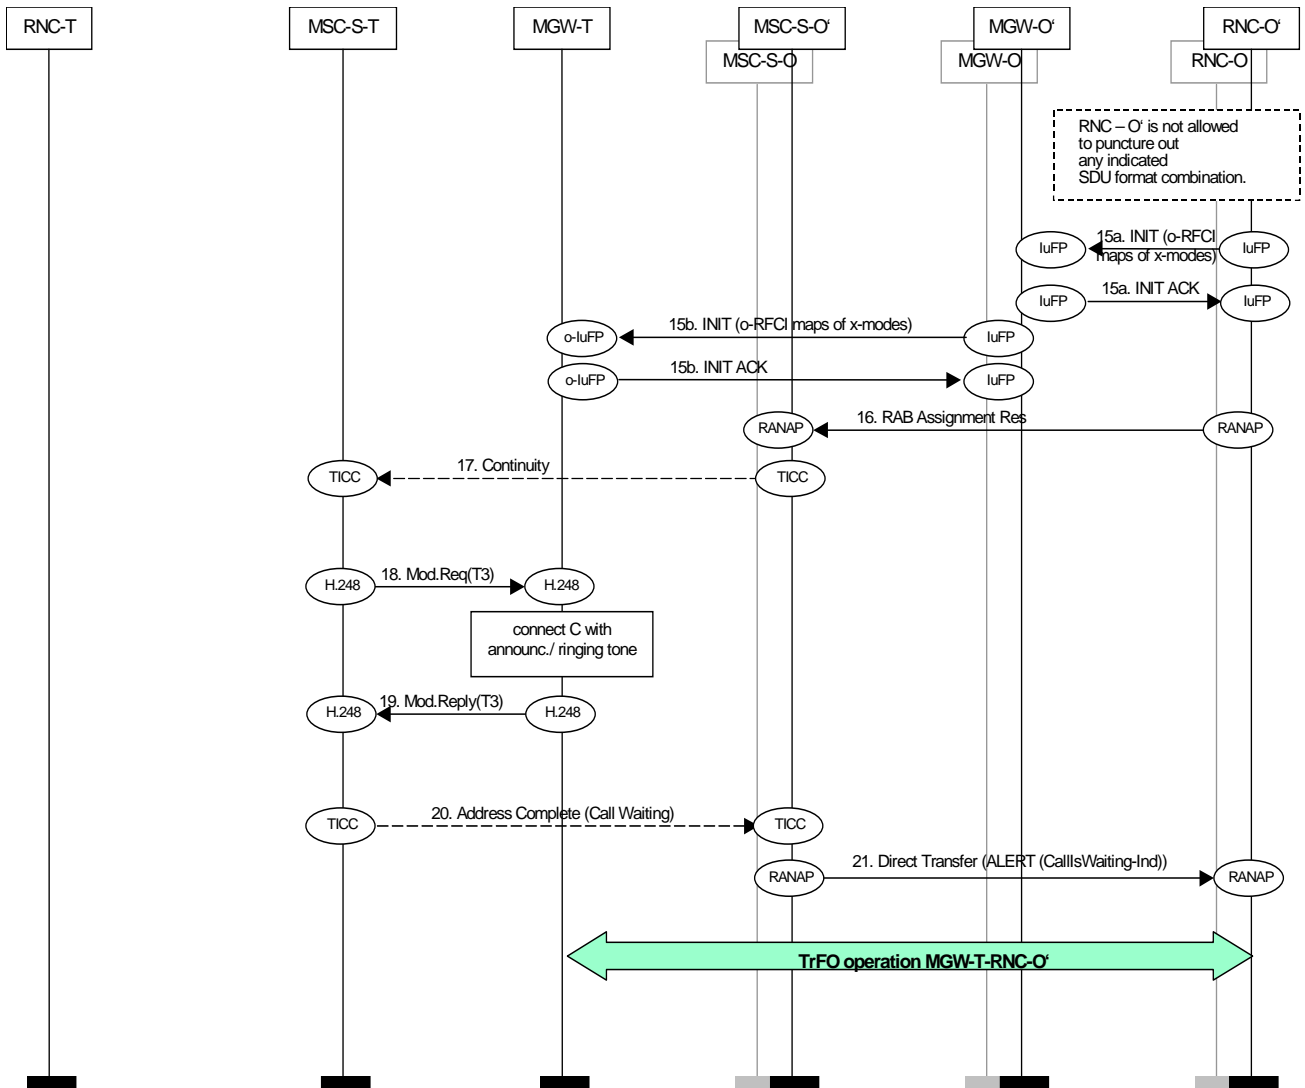 RNC-T
MSC-S-T
MGW-T
MSC-S-O‘
MGW-O‘
RNC-O‘
MSC-S-O
MGW-O
RNC-O
RNC – O‘ is not allowed
to puncture out
any indicated
SDU format combination.
15a. INIT (o-RFCI
maps of x-modes)
IuFP
IuFP
15a. INIT ACK
IuFP
IuFP
15b. INIT (o-RFCI maps of x-modes)
o-IuFP
IuFP
15b. INIT ACK
o-IuFP
IuFP
16. RAB Assignment Res
RANAP
RANAP
17. Continuity
TICC
TICC
18. Mod.Req(T3)
H.248
H.248
connect C with
announc./ ringing tone
19. Mod.Reply(T3)
H.248
H.248
20. Address Complete (Call Waiting)
TICC
TICC
21. Direct Transfer (ALERT (CallIsWaiting-Ind))
RANAP
RANAP
TrFO operation MGW-T-RNC-O‘